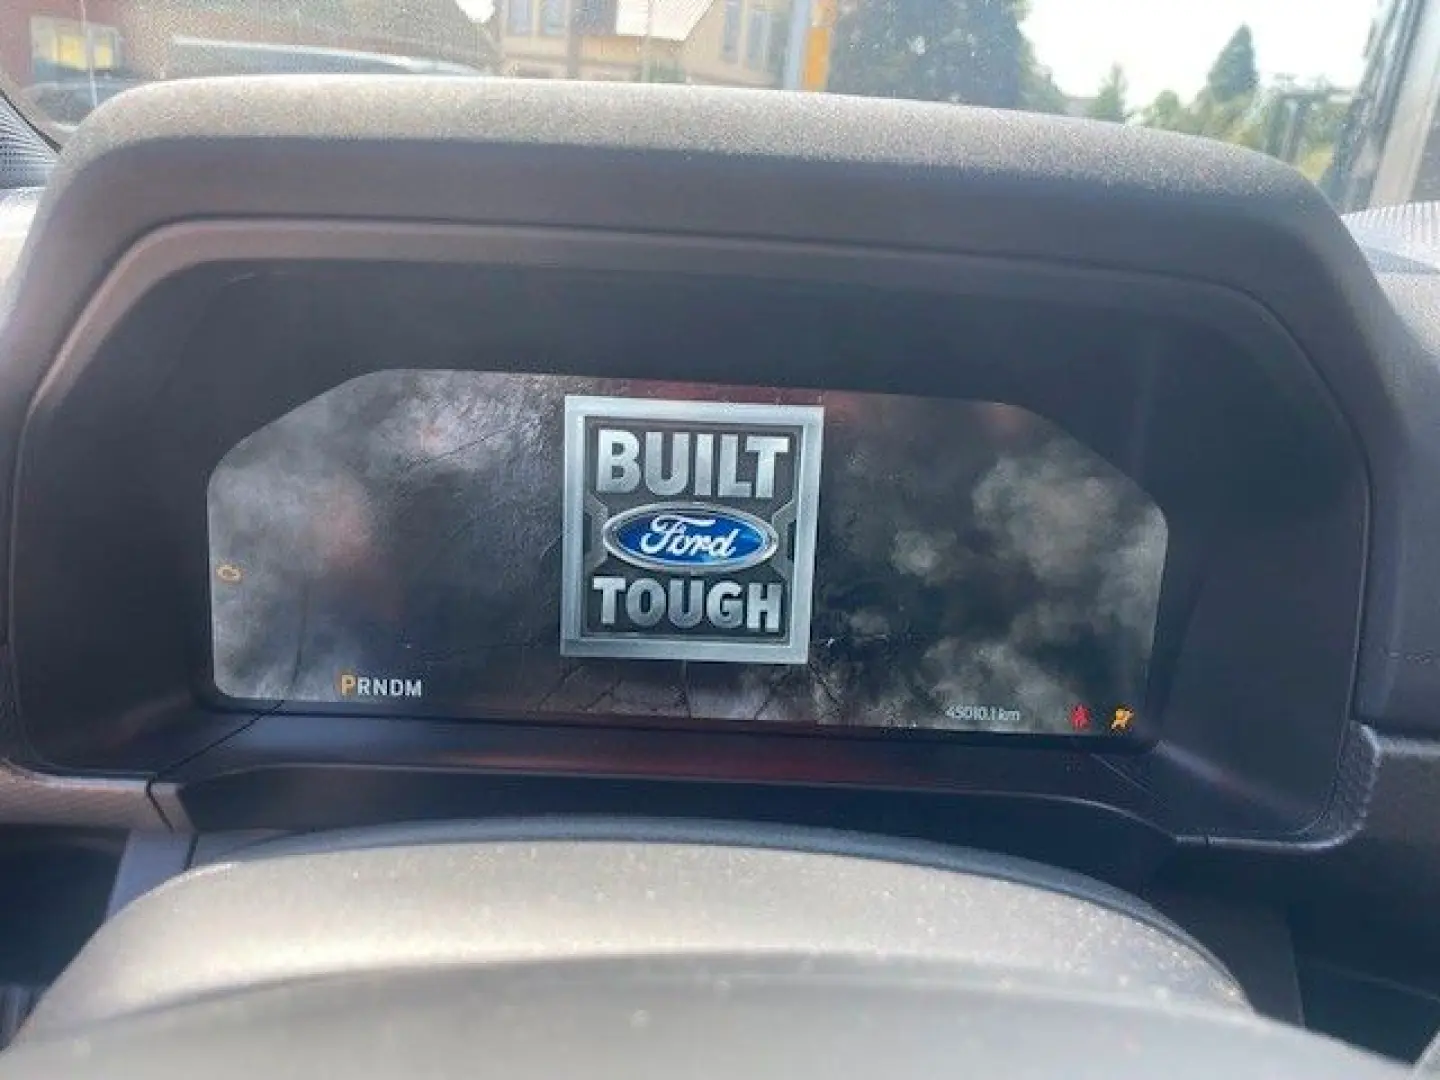 BUILT
Ford
TOUGH
PRNDM
45010.1 km